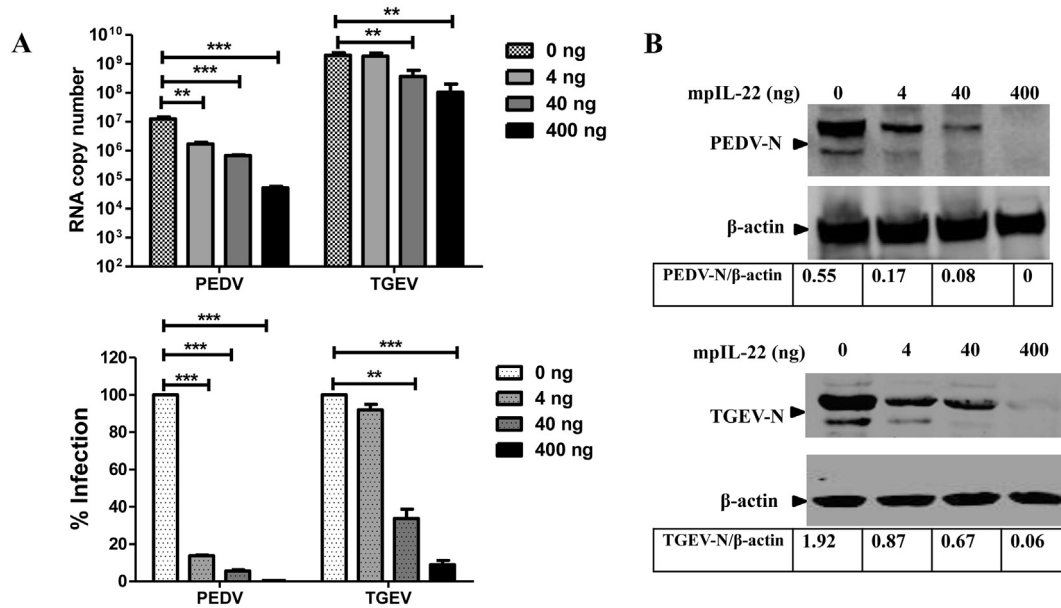 A
RNA copy number
10^10
10^9
10^8
10^7
10^6
10^5
10^4
10^3
10^2
***
***
**
**
**
PEDV
TGEV
0 ng
4 ng
40 ng
400 ng
% Infection
120
100
80
60
40
20
0
***
***
***
***
**
PEDV
TGEV
0 ng
4 ng
40 ng
400 ng
B
mpIL-22 (ng) 0 4 40 400
PEDV-N
β-actin
PEDV-N/β-actin 0.55 0.17 0.08 0
mpIL-22 (ng) 0 4 40 400
TGEV-N
β-actin
TGEV-N/β-actin 1.92 0.87 0.67 0.06